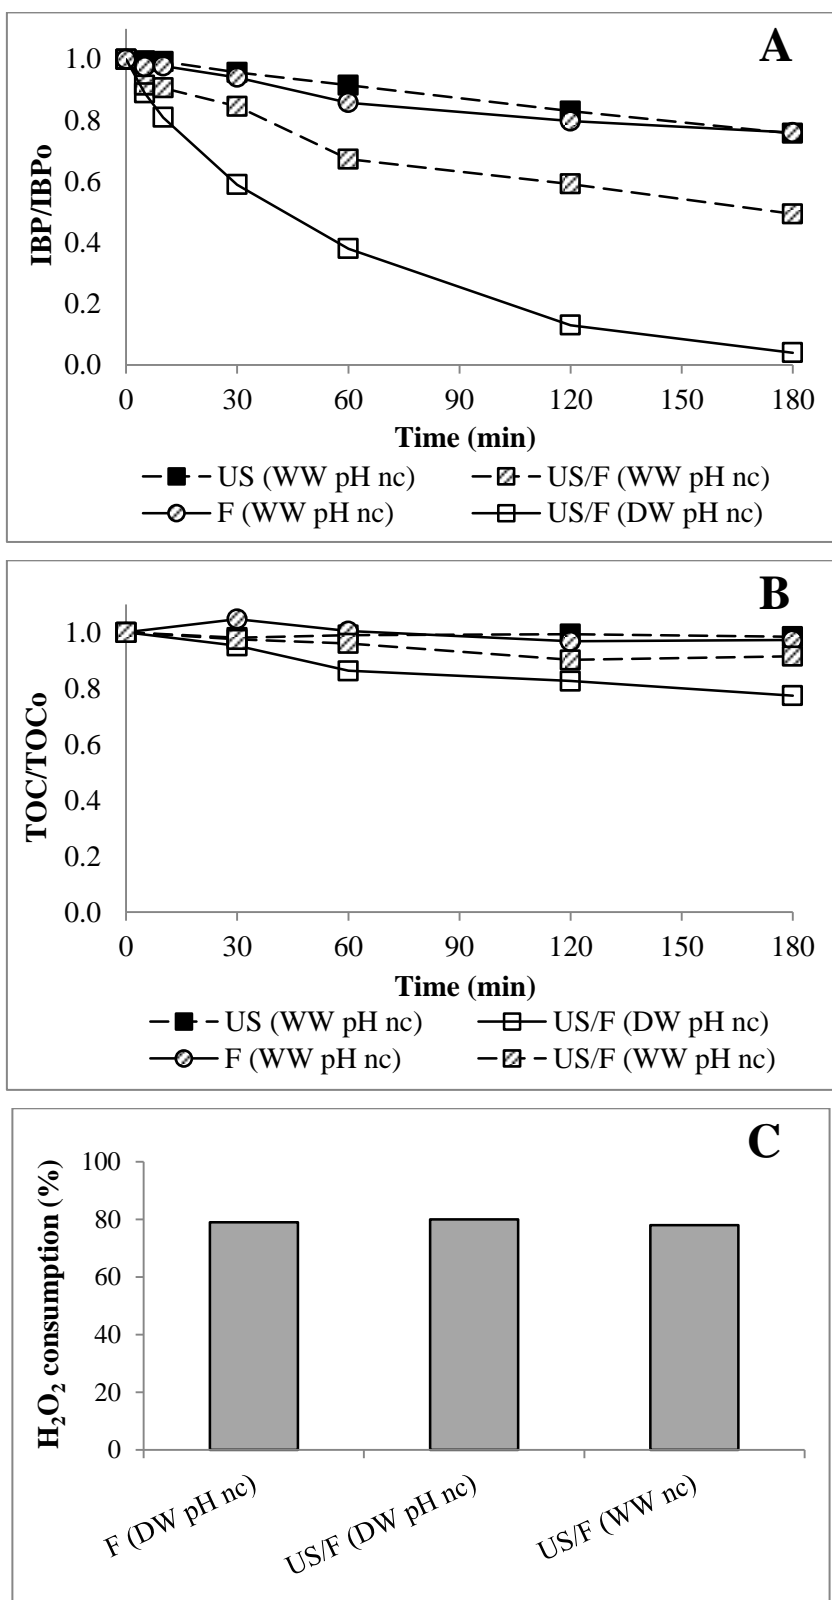 A
IBP/IBPo
1.0
0.8
0.6
0.4
0.2
0.0
0 30 60 90 120 150 180
Time (min)
US (WW pH nc) US/F (WW pH nc)
F (WW pH nc) US/F (DW pH nc)
B
TOC/TOCo
1.0
0.8
0.6
0.4
0.2
0.0
0 30 60 90 120 150 180
Time (min)
US (WW pH nc) US/F (DW pH nc)
F (WW pH nc) US/F (WW pH nc)
C
H₂O₂ consumption (%)
100
80
60
40
20
0
F (DW pH nc) US/F (DW pH nc) US/F (WW nc)